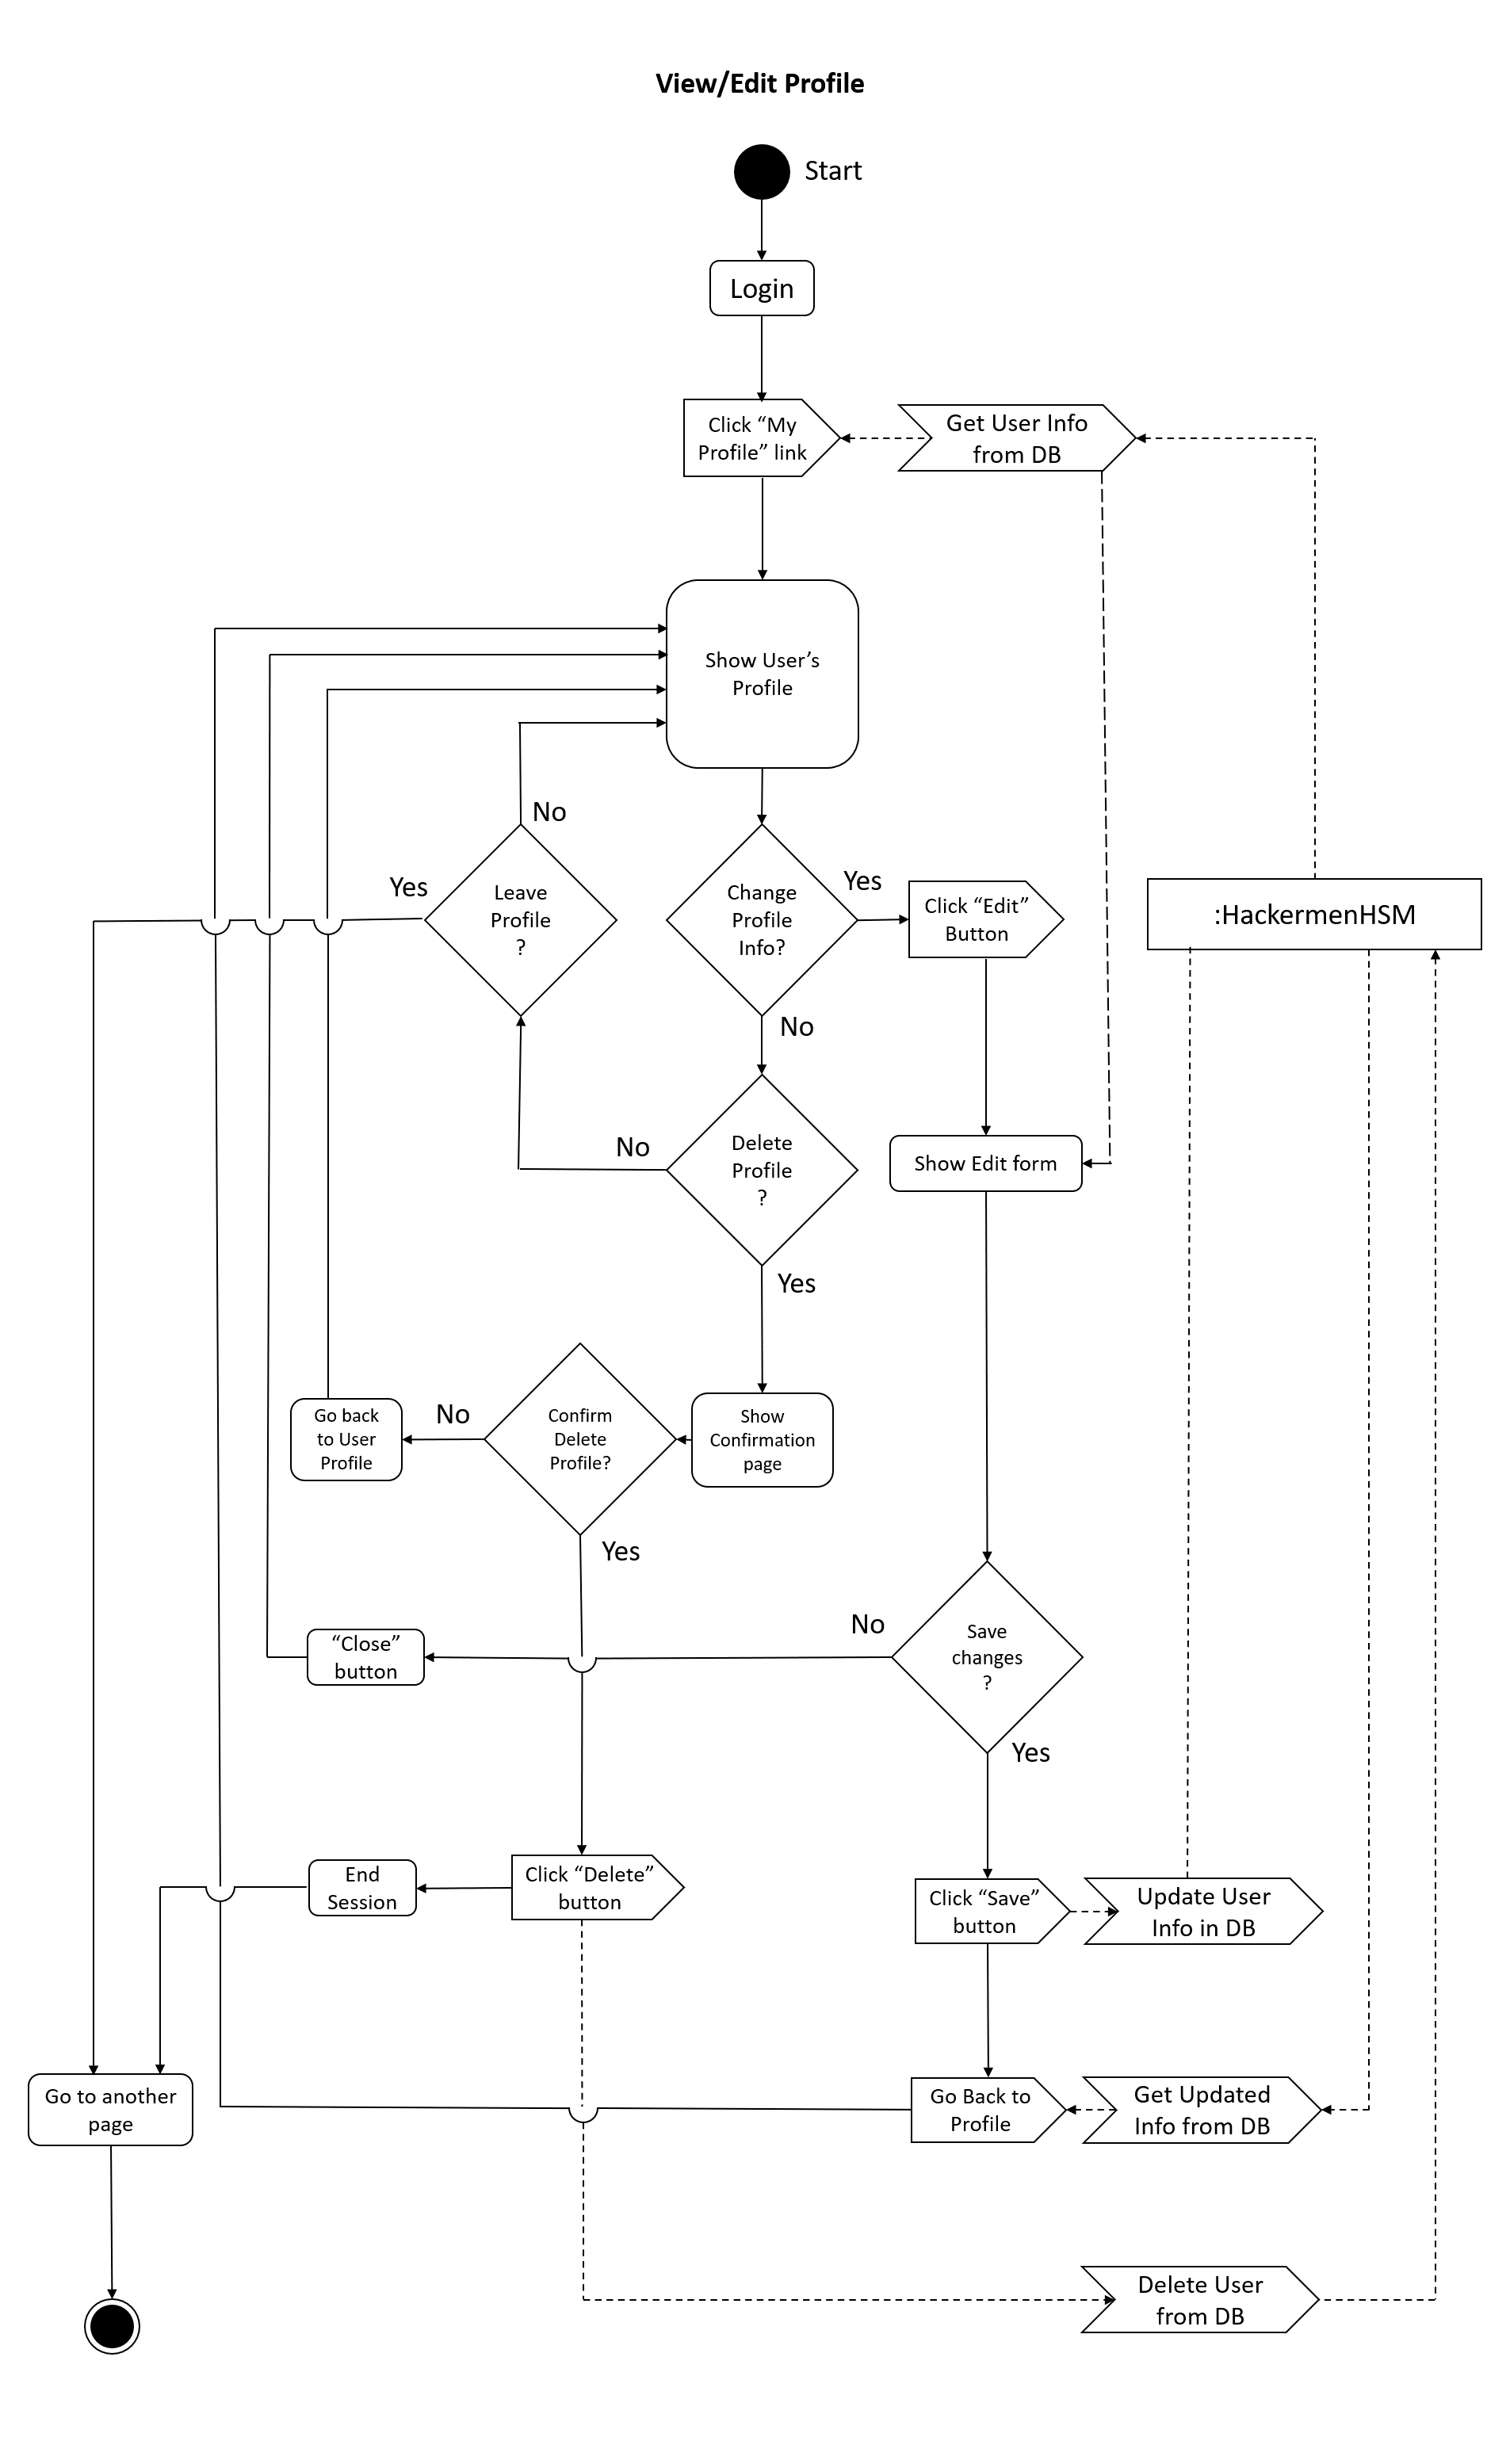 View/Edit Profile
Start
Login
Click “My
Profile” link
Get User Info
from DB
Show User’s
Profile
No
Yes
Leave
Profile
?
Change
Profile
Info?
Yes
Click “Edit”
Button
:HackermenHSM
No
No
Delete
Profile
?
Show Edit form
Yes
Go back
to User
Profile
No
Confirm
Delete
Profile?
Show
Confirmation
page
Yes
“Close”
button
No
Save
changes
?
Yes
End
Session
Click “Delete”
button
Click “Save”
button
Update User
Info in DB
Go to another
page
Go Back to
Profile
Get Updated
Info from DB
Delete User
from DB